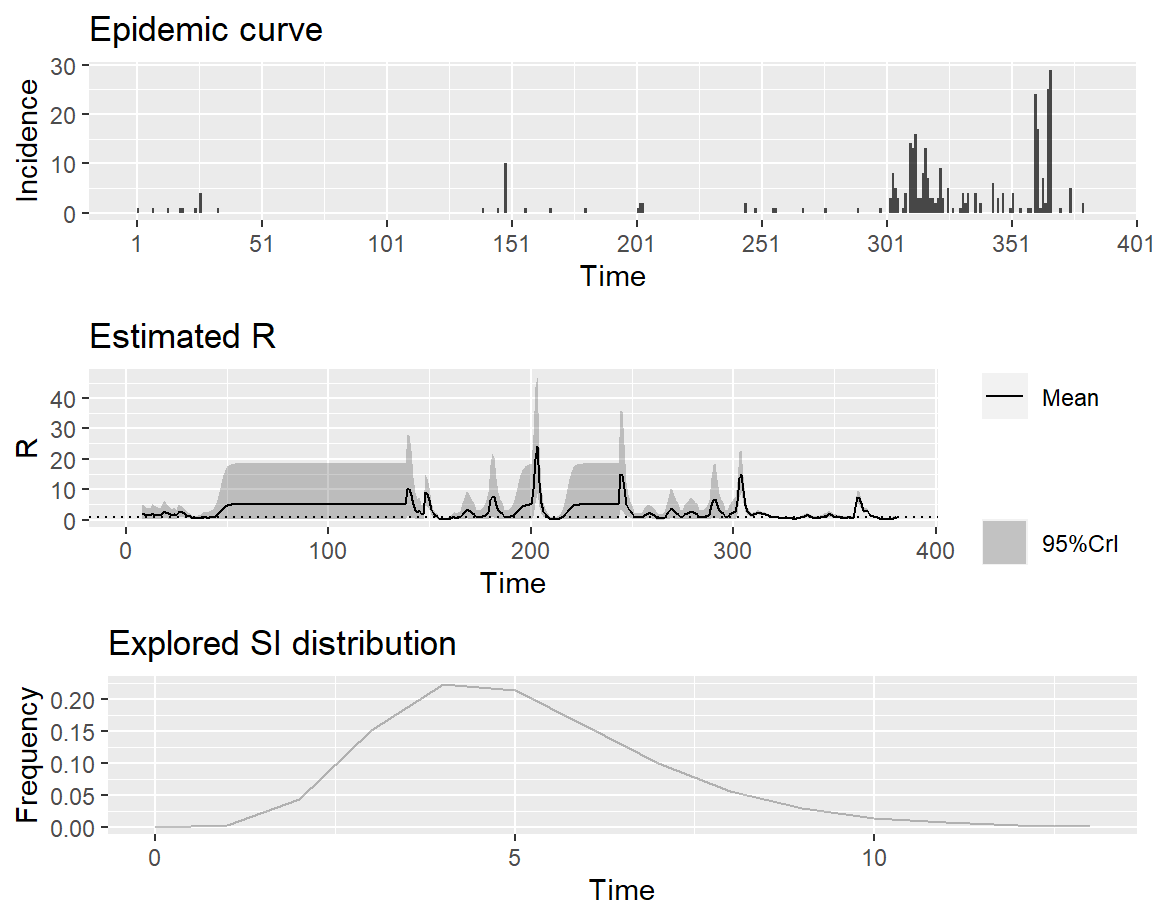 Epidemic curve
Incidence
30
20
10
0
1 51 101 151 201 251 301 351 401
Time
Estimated R
R
40
30
20
10
0
0 100 200 300 400
Time
Mean
95%CrI
Explored SI distribution
Frequency
0.20
0.15
0.10
0.05
0.00
0 5 10
Time